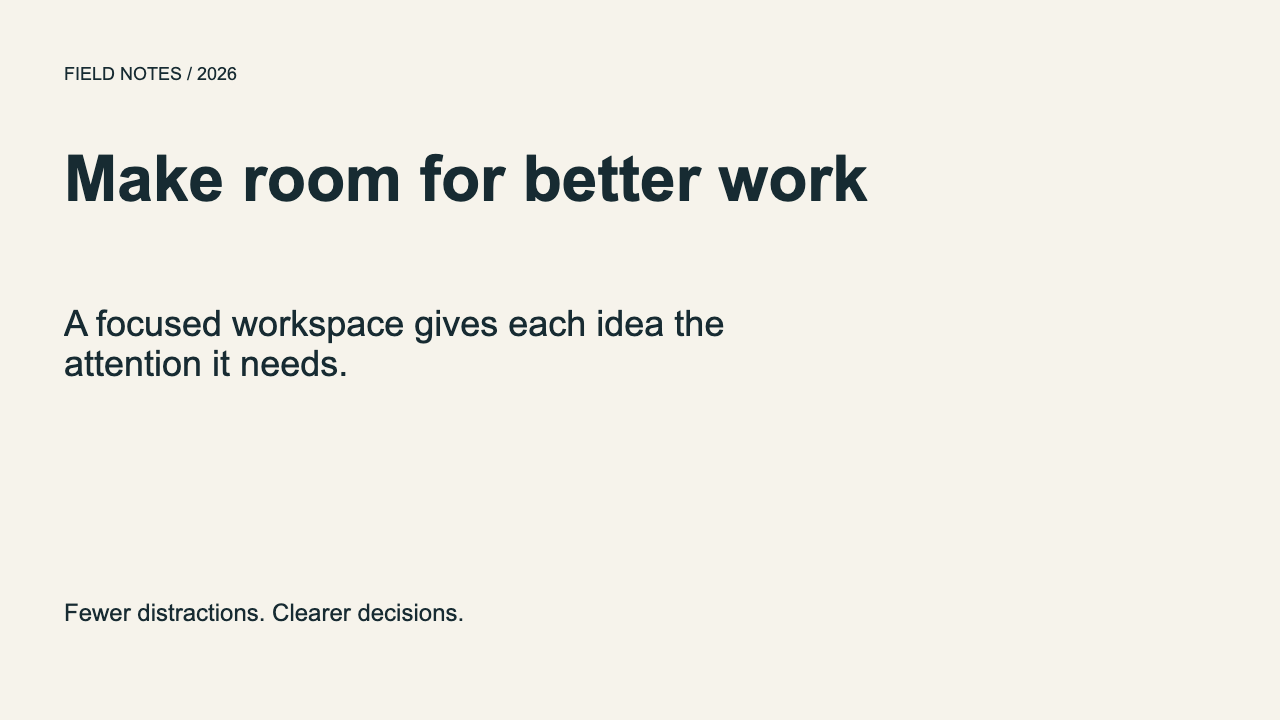 FIELD NOTES / 2026
Make room for better work
A focused workspace gives each idea the
attention it needs.
Fewer distractions. Clearer decisions.